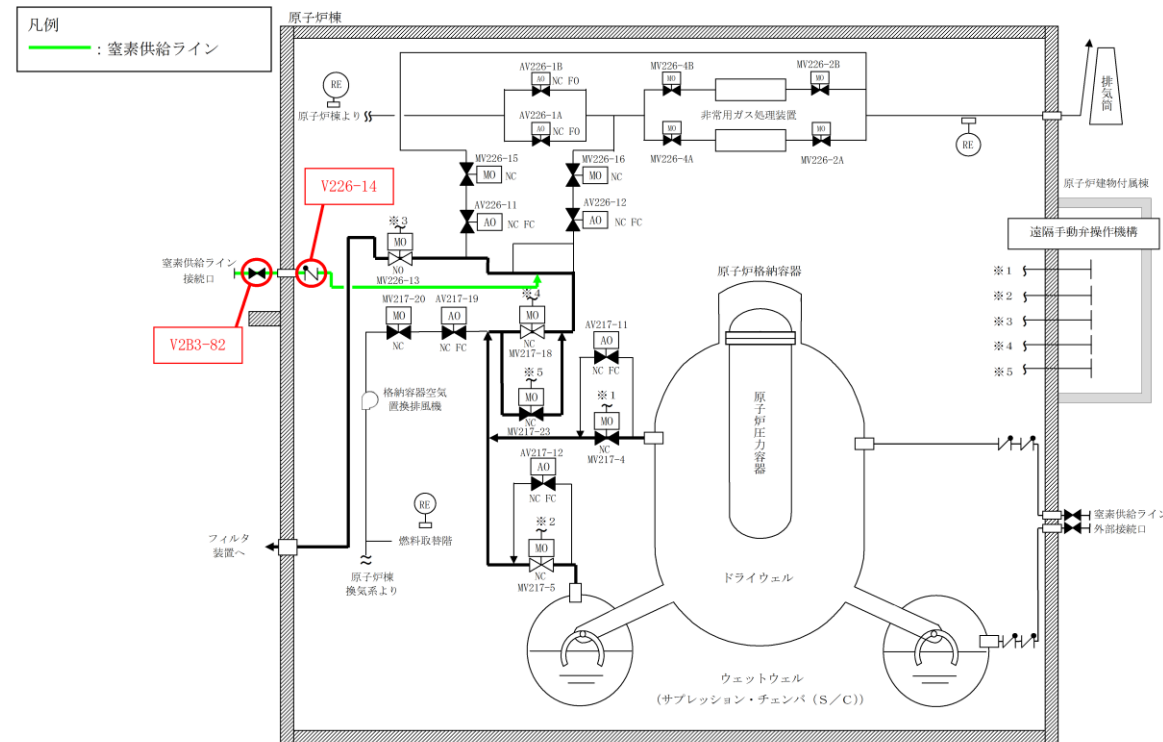 凡例
：窒素供給ライン
原子炉棟
RE
原子炉棟より
AV226-1B
AO
NC FO
AV226-1A
AO
NC FO
MV226-4B
MO
MV226-2B
MO
非常用ガス処理装置
MO
MV226-4A
MO
MV226-2A
RE
排気筒
MV226-15
MO
NC
MV226-16
MO
NC
AV226-11
AO
NC FC
AV226-12
AO
NC FC
V226-14
※3
MO
NO
MV226-13
窒素供給ライン
接続口
V2B3-82
MV217-20
MO
NC
AV217-19
AO
NC FC
※4
MO
NC
MV217-18
※5
MO
NC
MV217-23
AV217-11
AO
NC FC
※1
MO
NC
MV217-4
格納容器空気
置換排風機
AV217-12
AO
NC FC
※2
MO
NC
MV217-5
RE
燃料取替階
原子炉棟
換気系より
フィルタ
装置へ
原子炉格納容器
原子炉圧力容器
ドライウェル
ウェットウェル
（サプレッション・チェンバ（S／C））
原子炉建物付属棟
遠隔手動弁操作機構
※1
※2
※3
※4
※5
窒素供給ライン
外部接続口